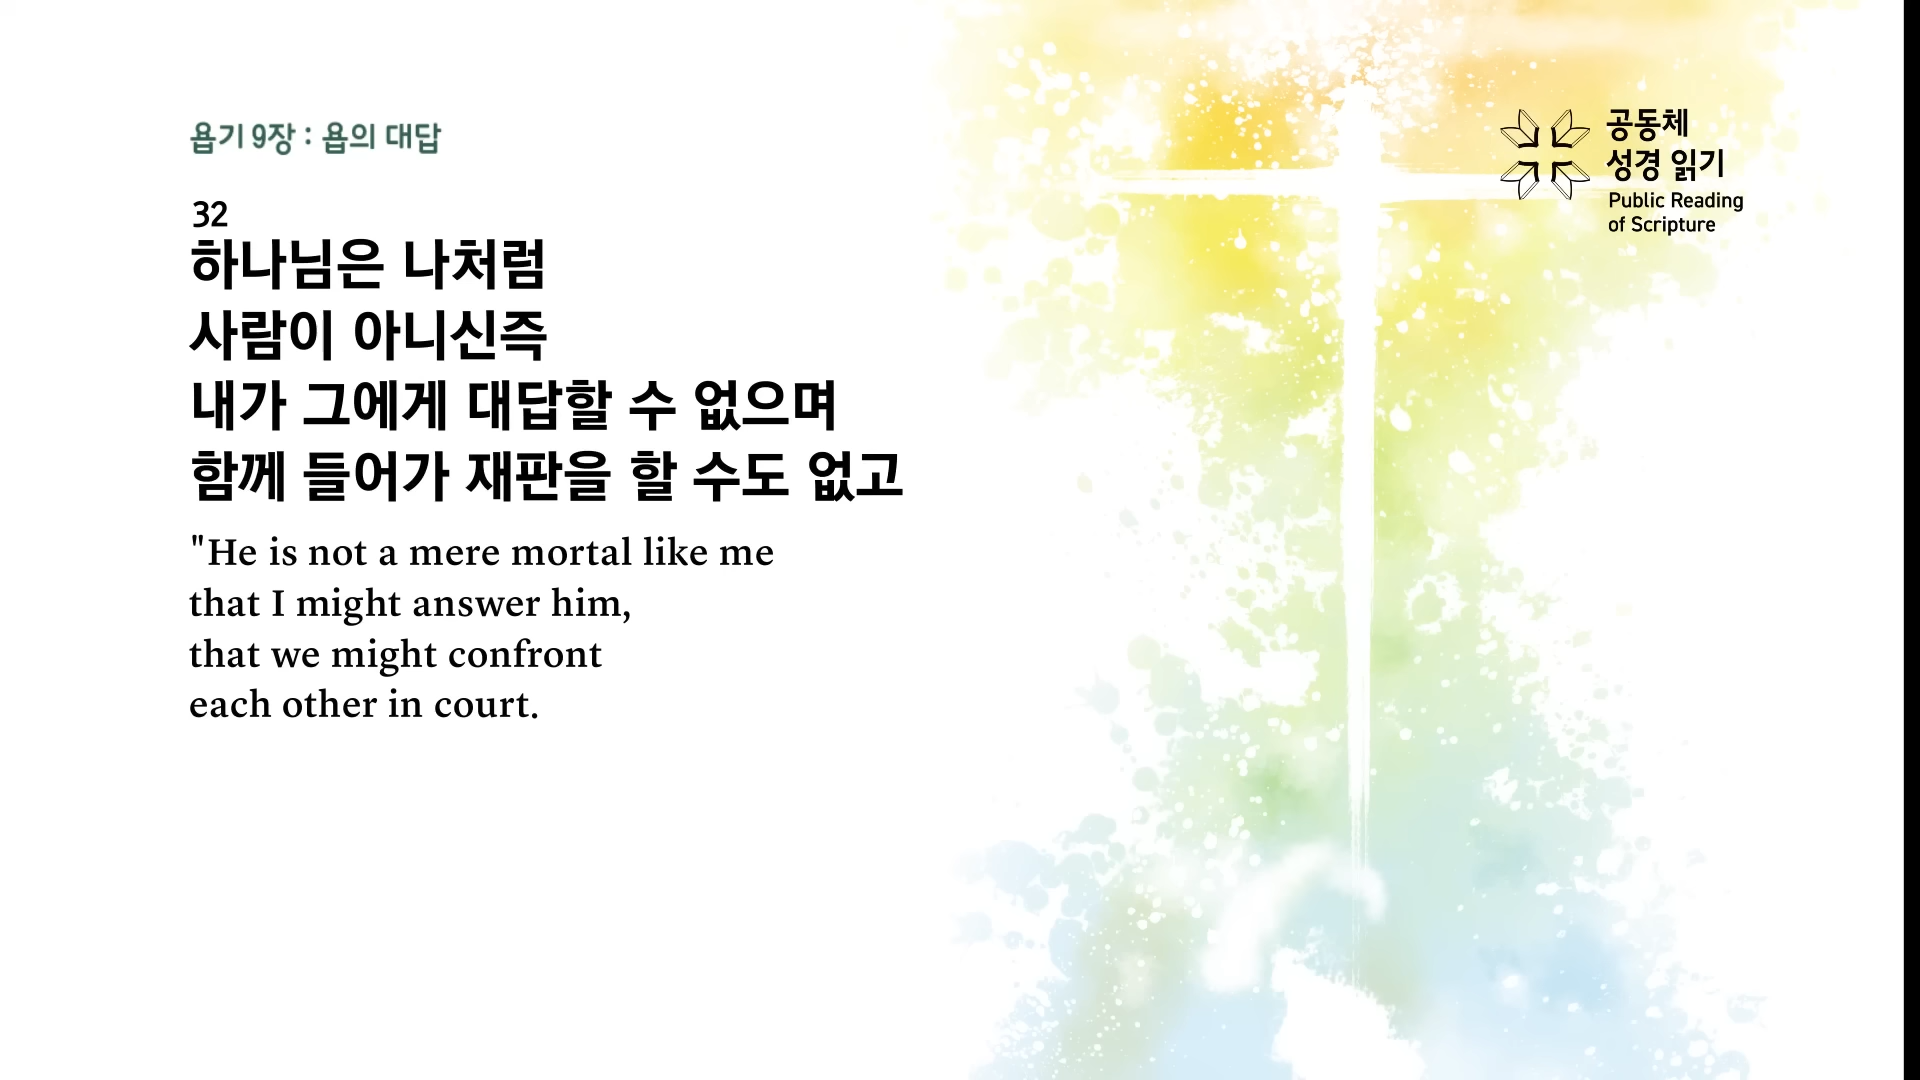 욥기 9장 : 욥의 대답
32
하나님은 나처럼
사람이 아니신즉
내가 그에게 대답할 수 없으며
함께 들어가 재판을 할 수도 없고
"He is not a mere mortal like me
that I might answer him,
that we might confront
each other in court.
공동체
성경 읽기
Public Reading
of Scripture